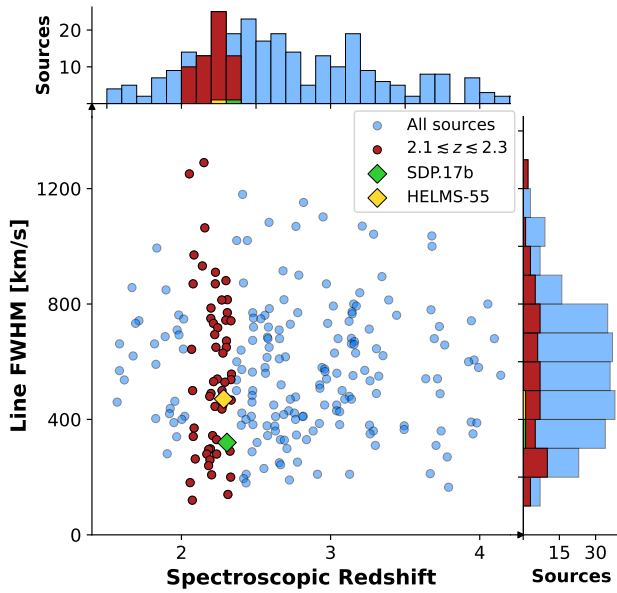 Sources
20
10
All sources
2.1 ≲ z ≲ 2.3
SDP.17b
HELMS-55
Line FWHM [km/s]
1200
800
400
0
2
3
4
15
30
Spectroscopic Redshift
Sources